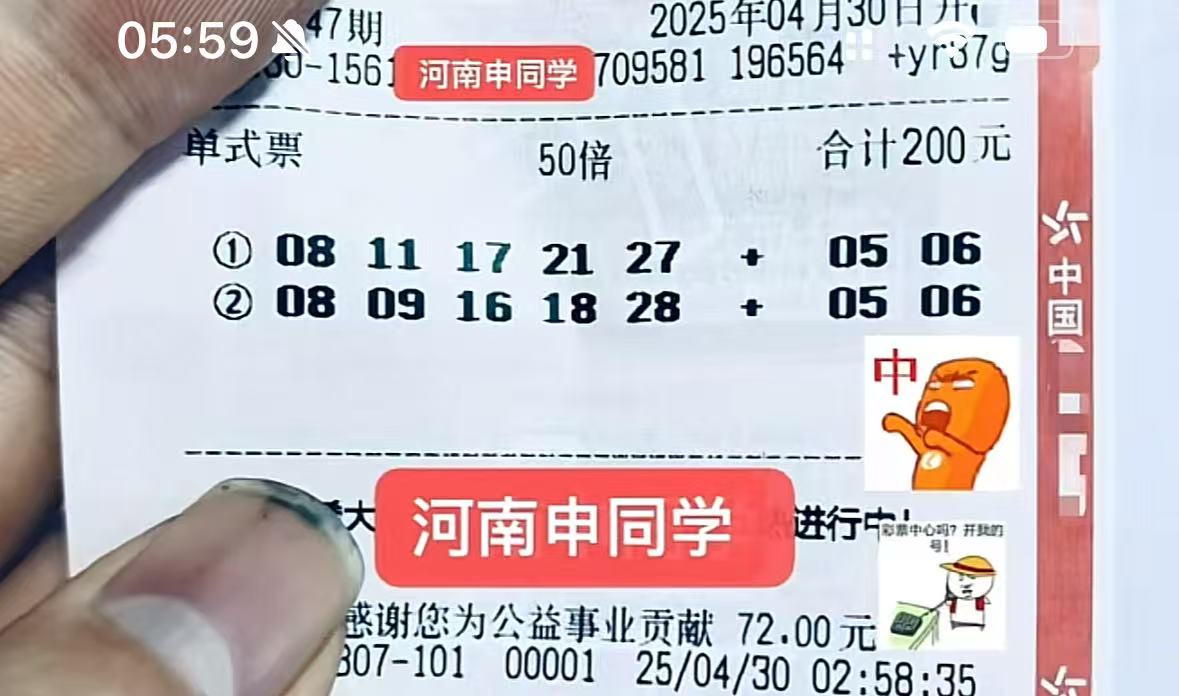 05:59
47期 2025年04月30日开
30-1561 河南申同学 709581 196564 +yr37g
单式票 50倍 合计200元
① 08 11 17 21 27 + 05 06
② 08 09 16 18 28 + 05 06
中
中国
河南申同学
大 进行中!
彩票中心吗?开我的
号!
感谢您为公益事业贡献 72.00元
307-101 00001 25/04/30 02:58:35